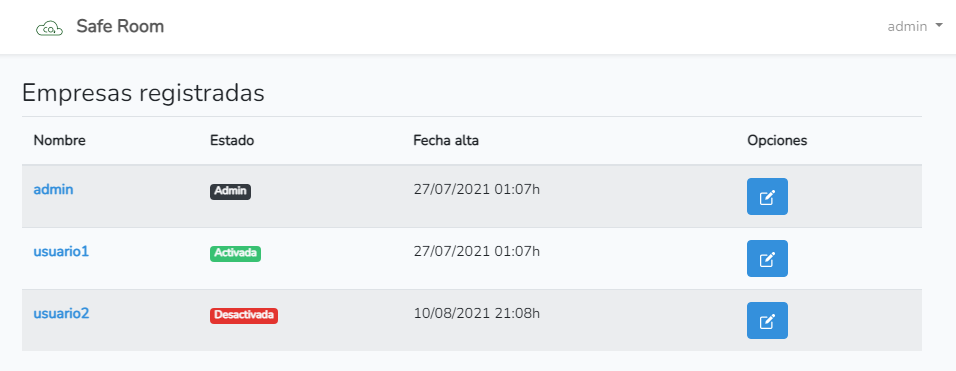 CO₂ Safe Room admin
Empresas registradas
Nombre Estado Fecha alta Opciones
admin Admin 27/07/2021 01:07h
usuario1 Activada 27/07/2021 01:07h
usuario2 Desactivada 10/08/2021 21:08h